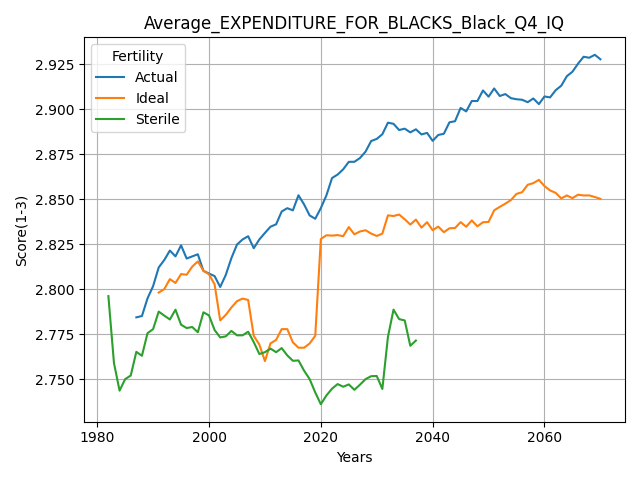 Average_EXPENDITURE_FOR_BLACKS_Black_Q4_IQ
Fertility
Actual
Ideal
Sterile
Score(1-3)
2.925
2.900
2.875
2.850
2.825
2.800
2.775
2.750
1980 2000 2020 2040 2060
Years